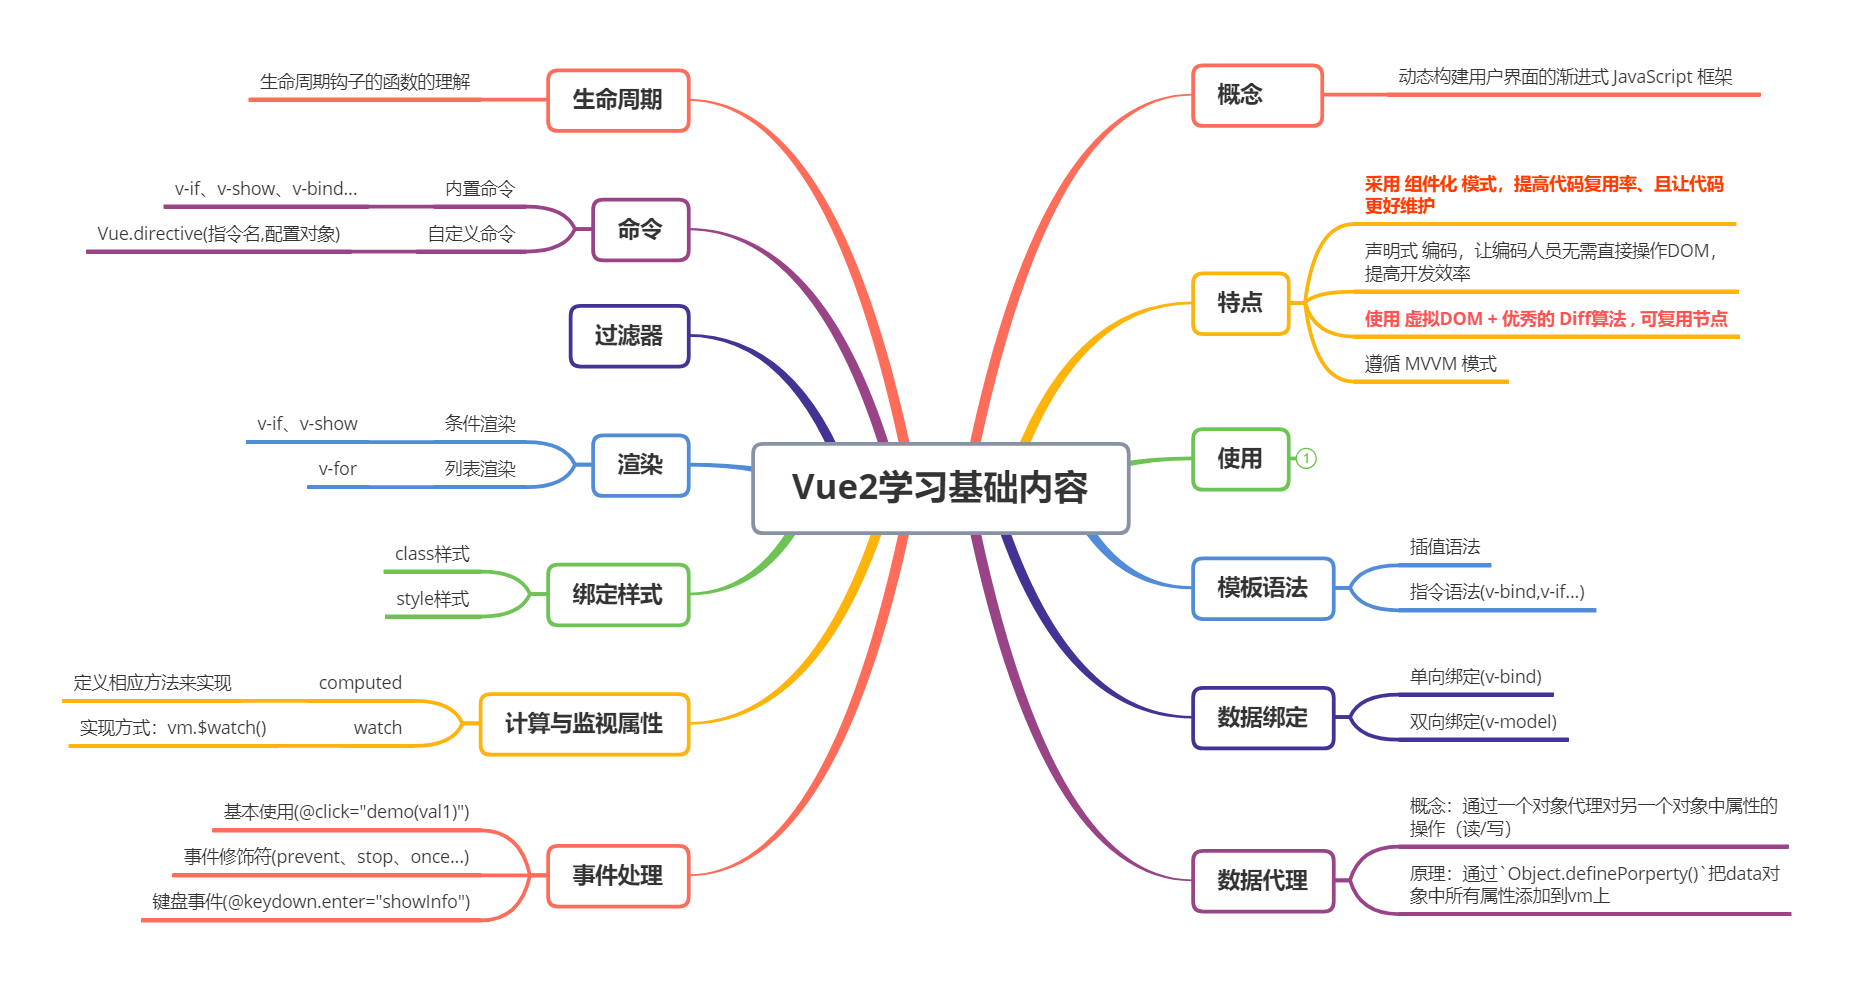 Vue2学习基础内容
概念
动态构建用户界面的渐进式 JavaScript 框架
特点
采用 组件化 模式，提高代码复用率、且让代码
更好维护
声明式 编码，让编码人员无需直接操作DOM，
提高开发效率
使用 虚拟DOM + 优秀的 Diff算法 , 可复用节点
遵循 MVVM 模式
使用
1
模板语法
插值语法
指令语法(v-bind,v-if...)
数据绑定
单向绑定(v-bind)
双向绑定(v-model)
数据代理
概念：通过一个对象代理对另一个对象中属性的
操作（读/写）
原理：通过`Object.definePorperty()`把data对
象中所有属性添加到vm上
生命周期
生命周期钩子的函数的理解
命令
内置命令
v-if、v-show、v-bind...
自定义命令
Vue.directive(指令名,配置对象)
过滤器
渲染
条件渲染
v-if、v-show
列表渲染
v-for
绑定样式
class样式
style样式
计算与监视属性
computed
定义相应方法来实现
watch
实现方式：vm.$watch()
事件处理
基本使用(@click="demo(val1)")
事件修饰符(prevent、stop、once...)
键盘事件(@keydown.enter="showInfo")